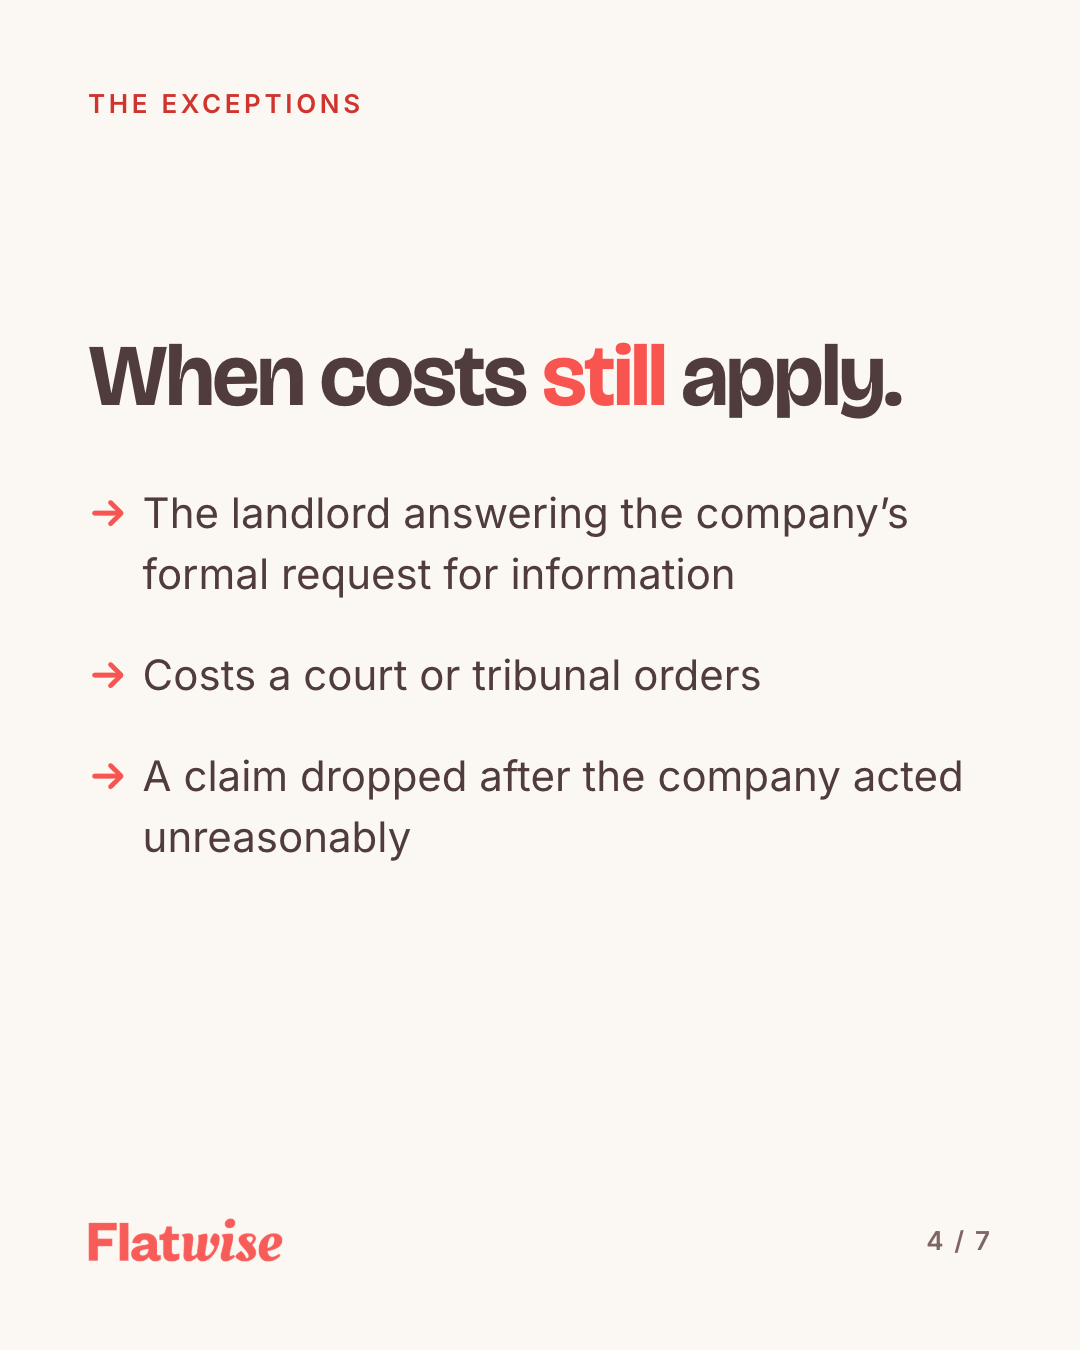 THE EXCEPTIONS
When costs still apply.
→ The landlord answering the company’s
formal request for information
→ Costs a court or tribunal orders
→ A claim dropped after the company acted
unreasonably
Flatwise
4 / 7